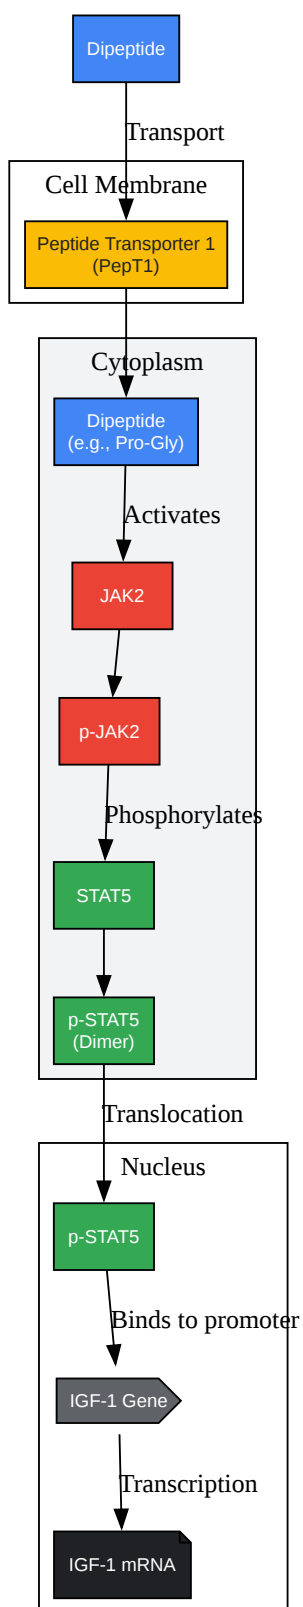 Dipeptide
Transport
Cell Membrane
Peptide Transporter 1
(PepT1)
Cytoplasm
Dipeptide
(e.g., Pro-Gly)
Activates
JAK2
p-JAK2
Phosphorylates
STAT5
p-STAT5
(Dimer)
Translocation
Nucleus
p-STAT5
Binds to promoter
IGF-1 Gene
Transcription
IGF-1 mRNA